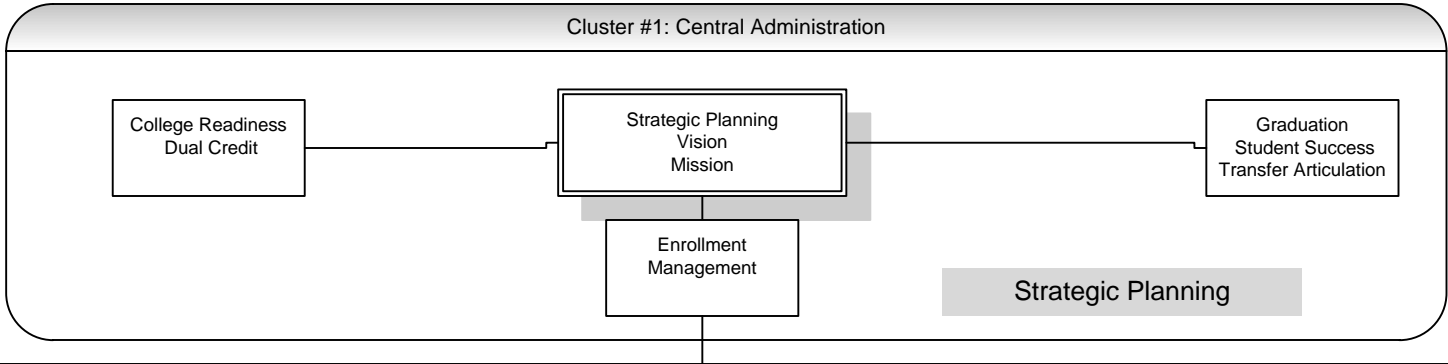 Cluster #1: Central Administration
College Readiness
Dual Credit
Strategic Planning
Vision
Mission
Graduation
Student Success
Transfer Articulation
Enrollment
Management
Strategic Planning